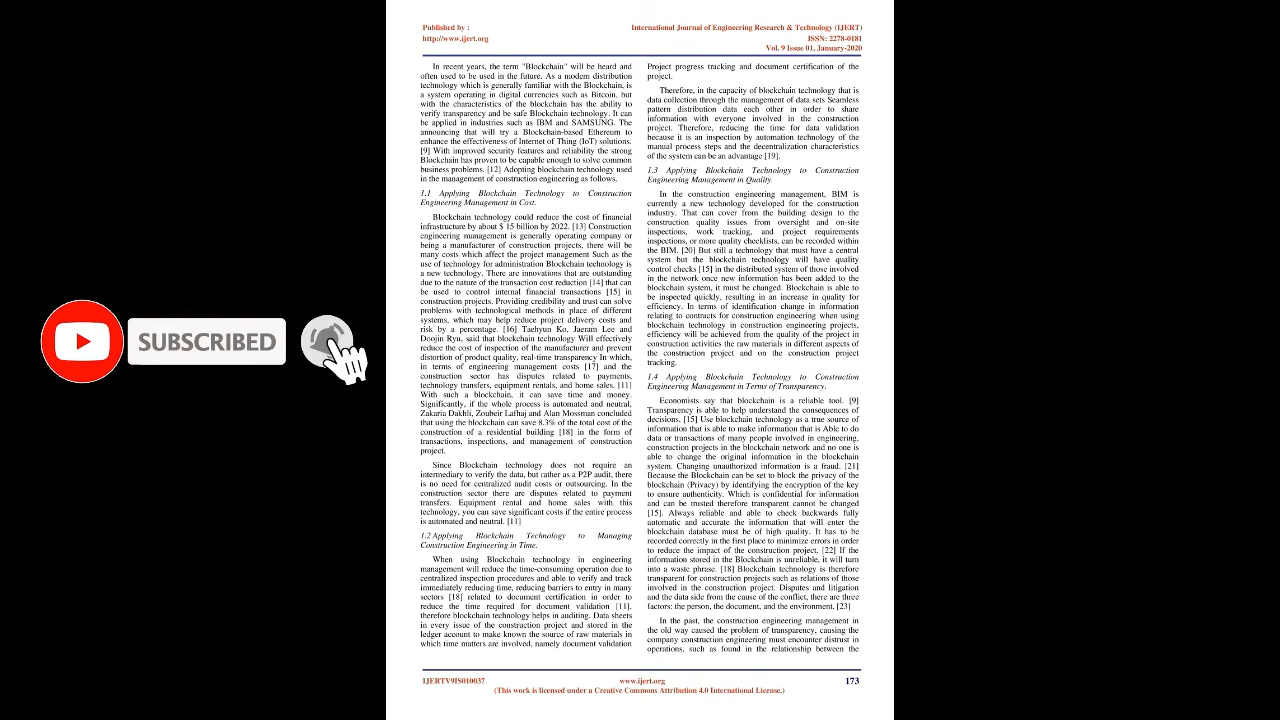 Published by :
http://www.ijert.org
International Journal of Engineering Research & Technology (IJERT)
ISSN: 2278-0181
Vol. 9 Issue 01, January-2020
In recent years, the term "Blockchain" will be heard and
often used to be used in the future. As a modern distribution
technology which is generally familiar with the Blockchain, is
a system operating in digital currencies such as Bitcoin, but
with the characteristics of the blockchain has the ability to
verify transparency and be safe Blockchain technology. It can
be applied in industries such as IBM and SAMSUNG. The
announcing that will try a Blockchain-based Ethereum to
enhance the effectiveness of Internet of Thing (IoT) solutions.
[9] With improved security features and reliability the strong
Blockchain has proven to be capable enough to solve common
business problems. [12] Adopting blockchain technology used
in the management of construction engineering as follows.
1.1 Applying Blockchain Technology to Construction
Engineering Management in Cost.
Blockchain technology could reduce the cost of financial
infrastructure by about $ 15 billion by 2022. [13] Construction
engineering management is generally operating company or
being a manufacturer of construction projects, there will be
many costs which affect the project management Such as the
use of technology for administration Blockchain technology is
a new technology. There are innovations that are outstanding
due to the nature of the transaction cost reduction [14] that can
be used to control internal financial transactions [15] in
construction projects. Providing credibility and trust can solve
problems with technological methods in place of different
systems, which may help reduce project delivery costs and
risk by a percentage. [16] Taehyun Ko, Jaeram Lee and
Doojin Ryu, said that blockchain technology Will effectively
reduce the cost of inspection of the manufacturer and prevent
distortion of product quality, real-time transparency In which,
in terms of engineering management costs [17] and the
construction sector has disputes related to payments,
technology transfers, equipment rentals, and home sales. [11]
With such a blockchain, it can save time and money.
Significantly, if the whole process is automated and neutral,
Zakaria Dakhli, Zoubeir Lafhaj and Alan Mossman concluded
that using the blockchain can save 8.3% of the total cost of the
construction of a residential building [18] in the form of
transactions, inspections, and management of construction
project.
Since Blockchain technology does not require an
intermediary to verify the data, but rather as a P2P audit, there
is no need for centralized audit costs or outsourcing. In the
construction sector there are disputes related to payment
transfers. Equipment rental and home sales with this
technology, you can save significant costs if the entire process
is automated and neutral. [11]
1.2 Applying Blockchain Technology to Managing
Construction Engineering in Time.
When using Blockchain technology in engineering
management will reduce the time-consuming operation due to
centralized inspection procedures and able to verify and track
immediately reducing time, reducing barriers to entry in many
sectors [18] related to document certification in order to
reduce the time required for document validation [11],
therefore blockchain technology helps in auditing. Data sheets
in every issue of the construction project and stored in the
ledger account to make known the source of raw materials in
which time matters are involved, namely document validation
Project progress tracking and document certification of the
project.
Therefore, in the capacity of blockchain technology that is
data collection through the management of data sets Seamless
pattern distribution data each other in order to share
information with everyone involved in the construction
project. Therefore, reducing the time for data validation
because it is an inspection by automation technology of the
manual process steps and the decentralization characteristics
of the system can be an advantage [19].
1.3 Applying Blockchain Technology to Construction
Engineering Management in Quality.
In the construction engineering management, BIM is
currently a new technology developed for the construction
industry. That can cover from the building design to the
construction quality issues from oversight and on-site
inspections, work tracking, and project requirements
inspections, or more quality checklists, can be recorded within
the BIM. [20] But still a technology that must have a central
system but the blockchain technology will have quality
control checks [15] in the distributed system of those involved
in the network once new information has been added to the
blockchain system, it must be changed. Blockchain is able to
be inspected quickly, resulting in an increase in quality for
efficiency. In terms of identification change in information
relating to contracts for construction engineering when using
blockchain technology in construction engineering projects,
efficiency will be achieved from the quality of the project in
construction activities the raw materials in different aspects of
the construction project and on the construction project
tracking.
1.4 Applying Blockchain Technology to Construction
Engineering Management in Terms of Transparency.
Economists say that blockchain is a reliable tool. [9]
Transparency is able to help understand the consequences of
decisions. [15] Use blockchain technology as a true source of
information that is able to make information that is Able to do
data or transactions of many people involved in engineering,
construction projects in the blockchain network and no one is
able to change the original information in the blockchain
system. Changing unauthorized information is a fraud. [21]
Because the Blockchain can be set to block the privacy of the
blockchain (Privacy) by identifying the encryption of the key
to ensure authenticity. Which is confidential for information
and can be trusted therefore transparent cannot be changed
[15]. Always reliable and able to check backwards fully
automatic and accurate the information that will enter the
blockchain database must be of high quality. It has to be
recorded correctly in the first place to minimize errors in order
to reduce the impact of the construction project. [22] If the
information stored in the Blockchain is unreliable, it will turn
into a waste phrase. [18] Blockchain technology is therefore
transparent for construction projects such as relations of those
involved in the construction project. Disputes and litigation
and the data side from the cause of the conflict, there are three
factors: the person, the document, and the environment. [23]
In the past, the construction engineering management in
the old way caused the problem of transparency, causing the
company construction engineering must encounter distrust in
operations, such as found in the relationship between the
SUBSCRIBED
IJERTV9IS010037
www.ijert.org
173
(This work is licensed under a Creative Commons Attribution 4.0 International License.)